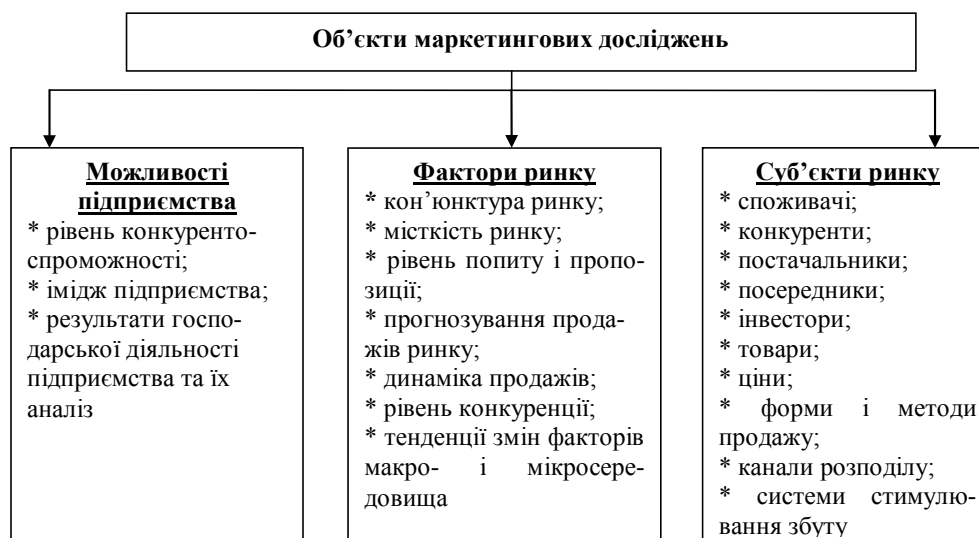 Об’єкти маркетингових досліджень
Можливості
підприємства
* рівень конкуренто-
спроможності;
* імідж підприємства;
* результати госпо-
дарської діяльності
підприємства та їх
аналіз
Фактори ринку
* кон’юнктура ринку;
* місткість ринку;
* рівень попиту і пропо-
зиції;
* прогнозування прода-
жів ринку;
* динаміка продажів;
* рівень конкуренції;
* тенденції змін факторів
макро- і мікросере-
довища
Суб’єкти ринку
* споживачі;
* конкуренти;
* постачальники;
* посередники;
* інвестори;
* товари;
* ціни;
* форми і методи
продажу;
* канали розподілу;
* системи стимулю-
вання збуту